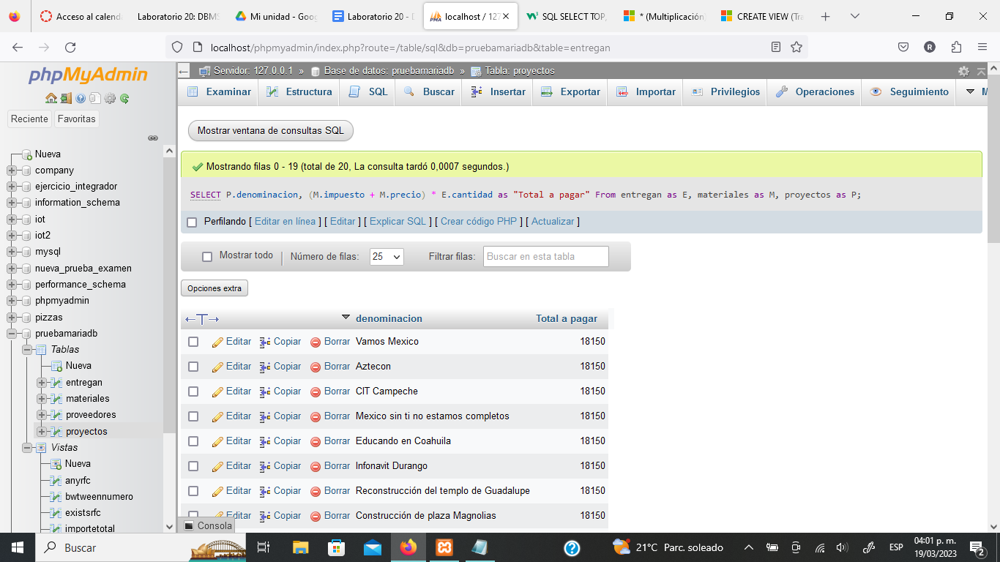 Acceso al calend
Laboratorio 20: DBMS
Mi unidad - Goog
Laboratorio 20 - D
localhost / 127
SQL SELECT TOP,
* (Multiplicación)
CREATE VIEW (Tra
localhost/phpmyadmin/index.php?route=/table/sql&db=pruebamariadb&table=entregan
R
phpMyAdmin
Reciente
Favoritas
Nueva
company
ejercicio_integrador
information_schema
iot
iot2
mysql
nueva_prueba_examen
performance_schema
phpmyadmin
pizzas
pruebamariadb
Tablas
Nueva
entregan
materiales
proveedores
proyectos
Vistas
Nueva
anyrfc
bwtweennumero
existsrfc
importetotal
Servidor: 127.0.0.1 » Base de datos: pruebamariadb » Tabla: proyectos
Examinar Estructura SQL Buscar Insertar Exportar Importar Privilegios Operaciones Seguimiento
Mostrar ventana de consultas SQL
Mostrando filas 0 - 19 (total de 20, La consulta tardó 0,0007 segundos.)
SELECT P.denominacion, (M.impuesto + M.precio) * E.cantidad as "Total a pagar" From entregan as E, materiales as M, proyectos as P;
Perfilando [ Editar en línea ] [ Editar ] [ Explicar SQL ] [ Crear código PHP ] [ Actualizar ]
Mostrar todo Número de filas: 25 Filtrar filas: Buscar en esta tabla
Opciones extra
←T→ denominacion Total a pagar
Editar Copiar Borrar Vamos Mexico 18150
Editar Copiar Borrar Aztecon 18150
Editar Copiar Borrar CIT Campeche 18150
Editar Copiar Borrar Mexico sin ti no estamos completos 18150
Editar Copiar Borrar Educando en Coahuila 18150
Editar Copiar Borrar Infonavit Durango 18150
Editar Copiar Borrar Reconstrucción del templo de Guadalupe 18150
Editar Copiar Borrar Construcción de plaza Magnolias 18150
Consola
Buscar
21°C Parc. soleado
ESP
04:01 p. m.
19/03/2023
2